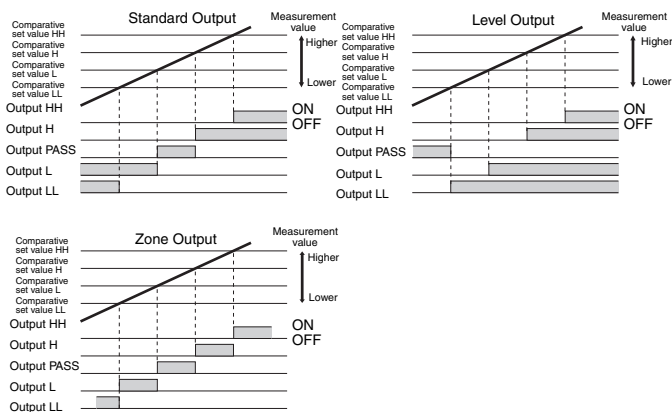 Standard Output
Measurement
value
Comparative
set value HH
Comparative
set value H
Comparative
set value L
Comparative
set value LL
Higher
Lower
Output HH
Output H
Output PASS
Output L
Output LL
ON
OFF
Level Output
Measurement
value
Comparative
set value HH
Comparative
set value H
Comparative
set value L
Comparative
set value LL
Higher
Lower
Output HH
Output H
Output PASS
Output L
Output LL
ON
OFF
Zone Output
Measurement
value
Comparative
set value HH
Comparative
set value H
Comparative
set value L
Comparative
set value LL
Higher
Lower
Output HH
Output H
Output PASS
Output L
Output LL
ON
OFF